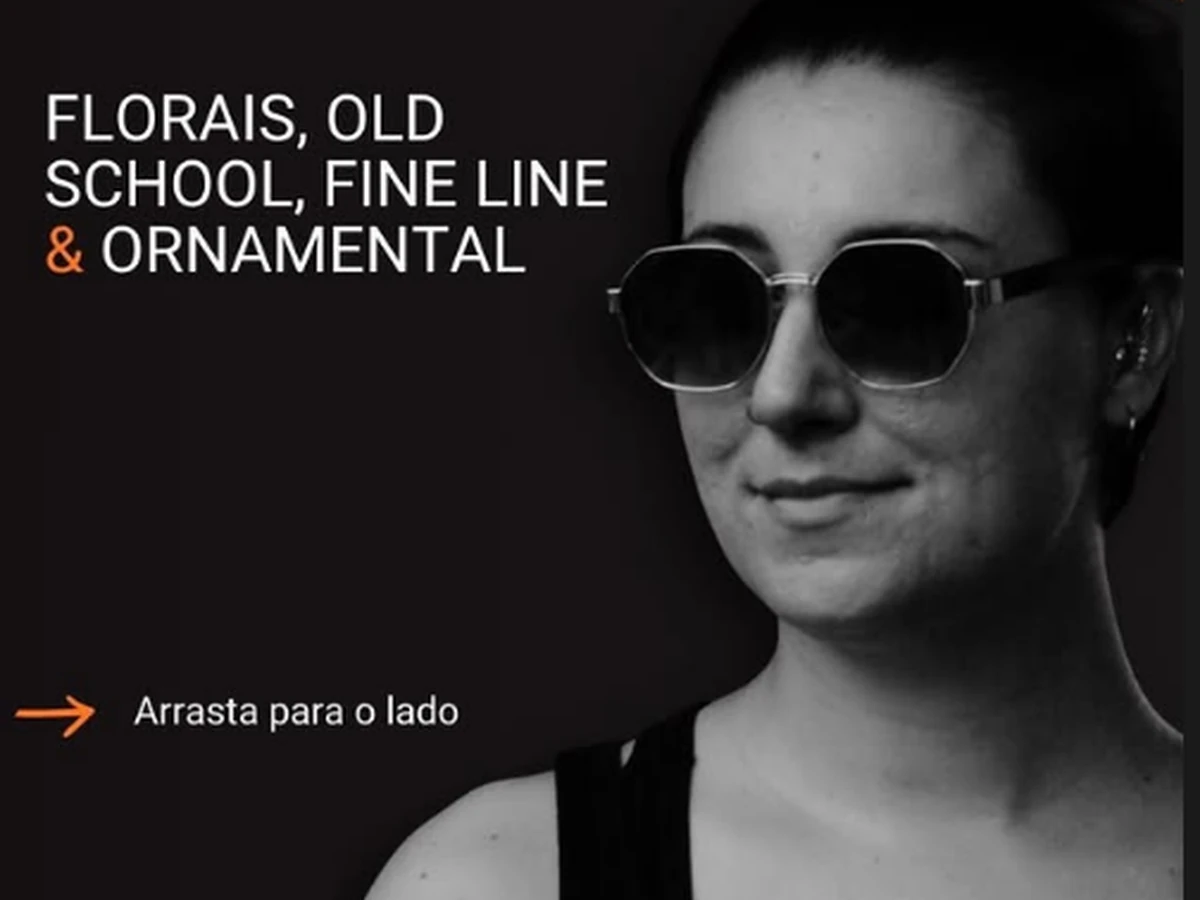 FLORAIS, OLD
SCHOOL, FINE LINE
& ORNAMENTAL
Arrasta para o lado